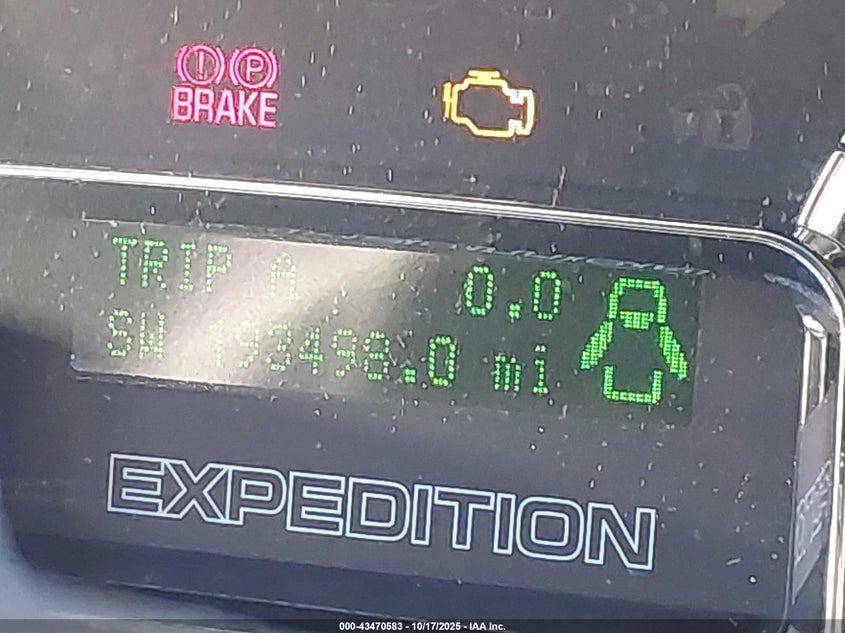 (!) (P)
BRAKE
TRIP A 0.0
SW 193498.0 mi
EXPEDITION
000-43470583 - 10/17/2025 - IAA Inc.